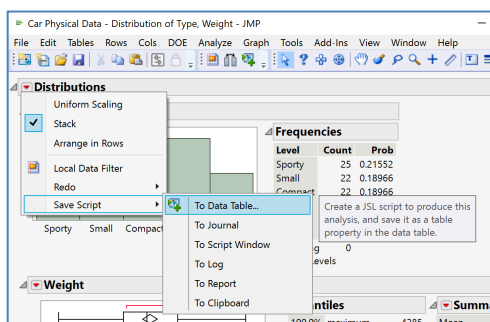 Car Physical Data - Distribution of Type, Weight - JMP
File Edit Tables Rows Cols DOE Analyze Graph Tools Add-Ins View Window Help
Distributions
Uniform Scaling
Stack
Arrange in Rows
Local Data Filter
Redo
Save Script
Frequencies
Level Count Prob
Sporty 25 0.21552
Small 22 0.18966
Compact 22 0.18966
To Data Table...
To Journal
To Script Window
To Log
To Report
To Clipboard
Create a JSL script to produce this
analysis, and save it as a table
property in the data table.
Sporty Small Compact
g 0
evels
Weight
ntiles
Summa
100.0% maximum 4285 Mean